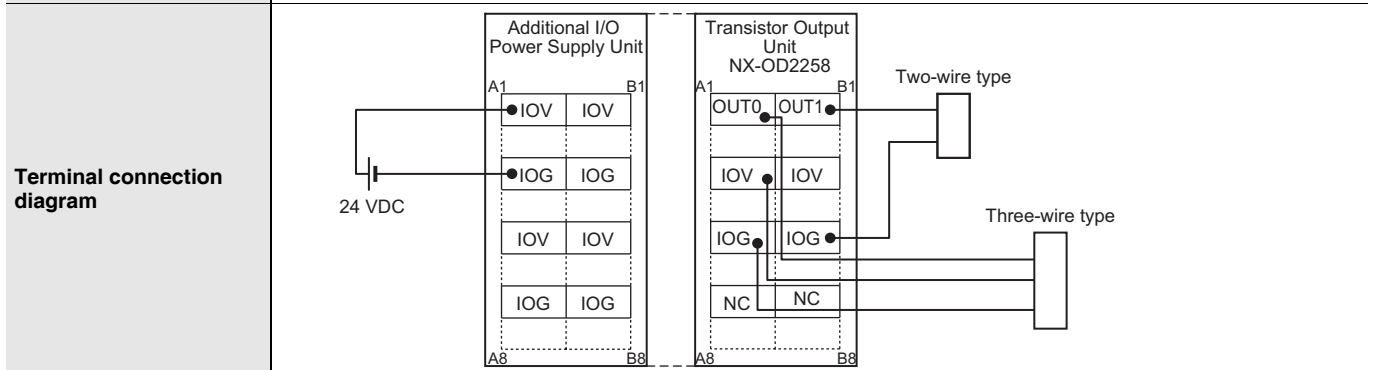 Terminal connection
diagram
Additional I/O
Power Supply Unit
A1 B1
IOV IOV
IOG IOG
IOV IOV
IOG IOG
A8 B8
24 VDC
Transistor Output
Unit
NX-OD2258
A1 B1
OUT0 OUT1
IOV IOV
IOG IOG
NC NC
A8 B8
Two-wire type
Three-wire type